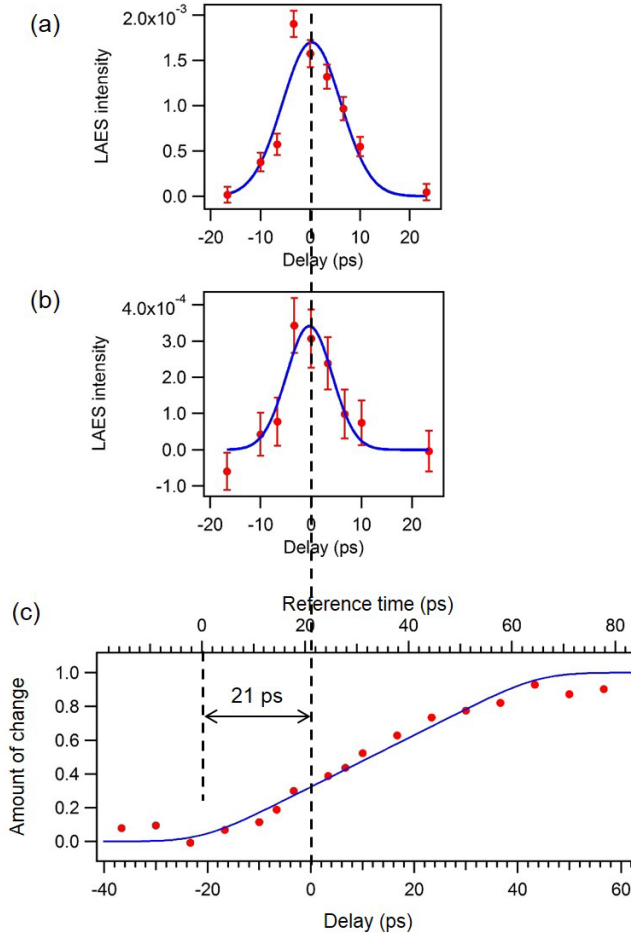 (a)
2.0x10-3
1.5
1.0
0.5
0.0
LAES intensity
-20 -10 0 10 20
Delay (ps)
(b)
4.0x10-4
3.0
2.0
1.0
0.0
-1.0
LAES intensity
-20 -10 0 10 20
Delay (ps)
(c)
Reference time (ps)
0 20 40 60 80
1.0
0.8
0.6
0.4
0.2
0.0
Amount of change
21 ps
-40 -20 0 20 40 60
Delay (ps)